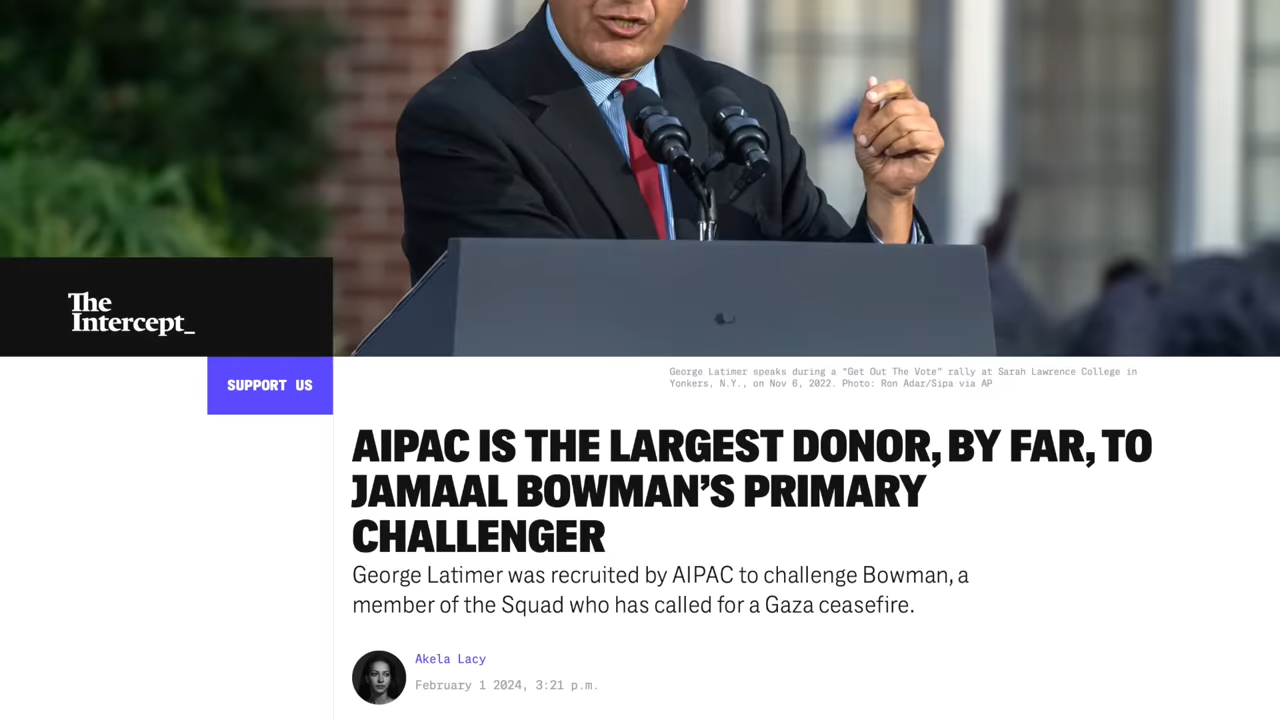 The
Intercept_
SUPPORT US
George Latimer speaks during a "Get Out The Vote" rally at Sarah Lawrence College in
Yonkers, N.Y., on Nov 6, 2022. Photo: Ron Adar/Sipa via AP
AIPAC IS THE LARGEST DONOR, BY FAR, TO
JAMAAL BOWMAN’S PRIMARY
CHALLENGER
George Latimer was recruited by AIPAC to challenge Bowman, a
member of the Squad who has called for a Gaza ceasefire.
Akela Lacy
February 1 2024, 3:21 p.m.